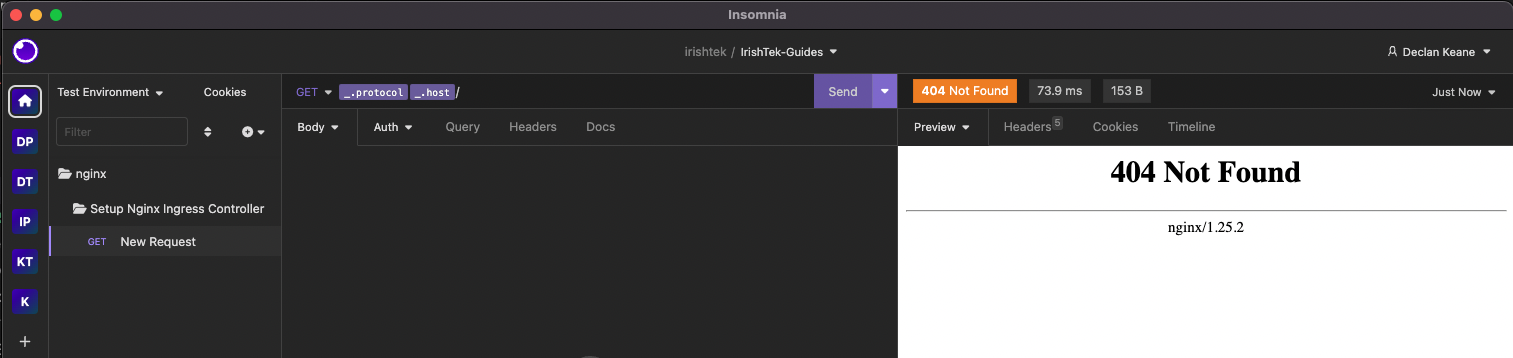 Insomnia
irishtek / IrishTek-Guides
Declan Keane
Test Environment
Cookies
GET _.protocol _.host /
Send
404 Not Found
73.9 ms
153 B
Just Now
DP
DT
IP
KT
K
+
Filter
nginx
Setup Nginx Ingress Controller
GET New Request
Body
Auth
Query
Headers
Docs
Preview
Headers 5
Cookies
Timeline
404 Not Found
nginx/1.25.2